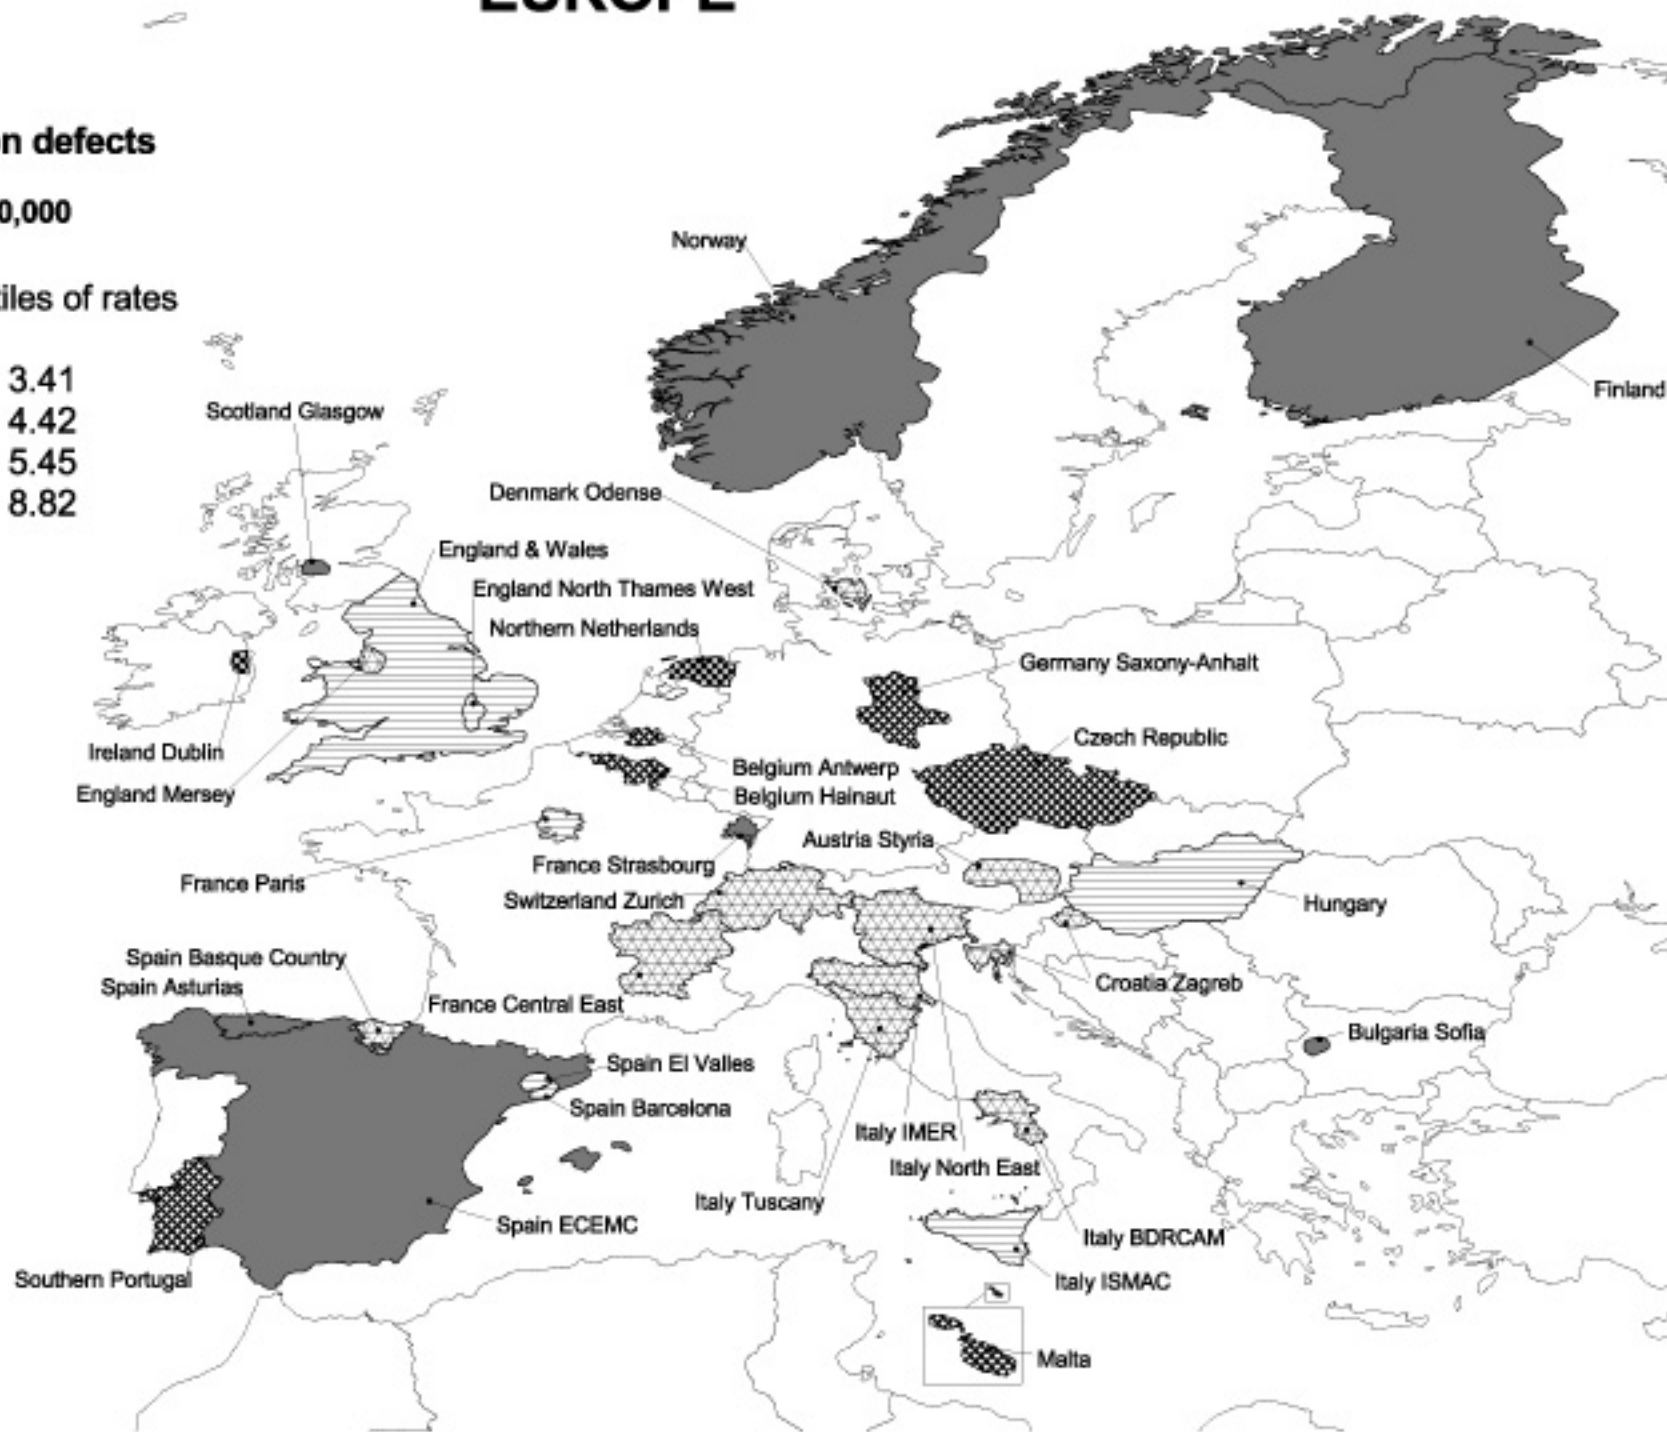 EUROPE
n defects
0,000
tiles of rates
3.41
4.42
5.45
8.82
Norway
Finland
Scotland Glasgow
Denmark Odense
England & Wales
England North Thames West
Northern Netherlands
Germany Saxony-Anhalt
Czech Republic
Ireland Dublin
Belgium Antwerp
England Mersey
Belgium Hainaut
Austria Styria
France Strasbourg
France Paris
Switzerland Zurich
Hungary
Spain Basque Country
Spain Asturias
Croatia Zagreb
France Central East
Bulgaria Sofia
Spain El Valles
Spain Barcelona
Italy IMER
Italy North East
Italy Tuscany
Spain ECEMC
Italy BDRCAM
Southern Portugal
Italy ISMAC
Malta